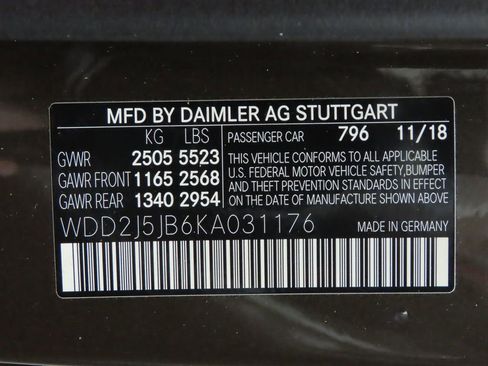 MFD BY DAIMLER AG STUTTGART
KG LBS PASSENGER CAR 796 11/18
GVWR 2505 5523 THIS VEHICLE CONFORMS TO ALL APPLICABLE
GAWR FRONT 1165 2568 U.S. FEDERAL MOTOR VEHICLE SAFETY, BUMPER
AND THEFT PREVENTION STANDARDS IN EFFECT
GAWR REAR 1340 2954 ON THE DATE OF MANUFACTURE SHOWN ABOVE
WDD2J5JB6KA031176 MADE IN GERMANY